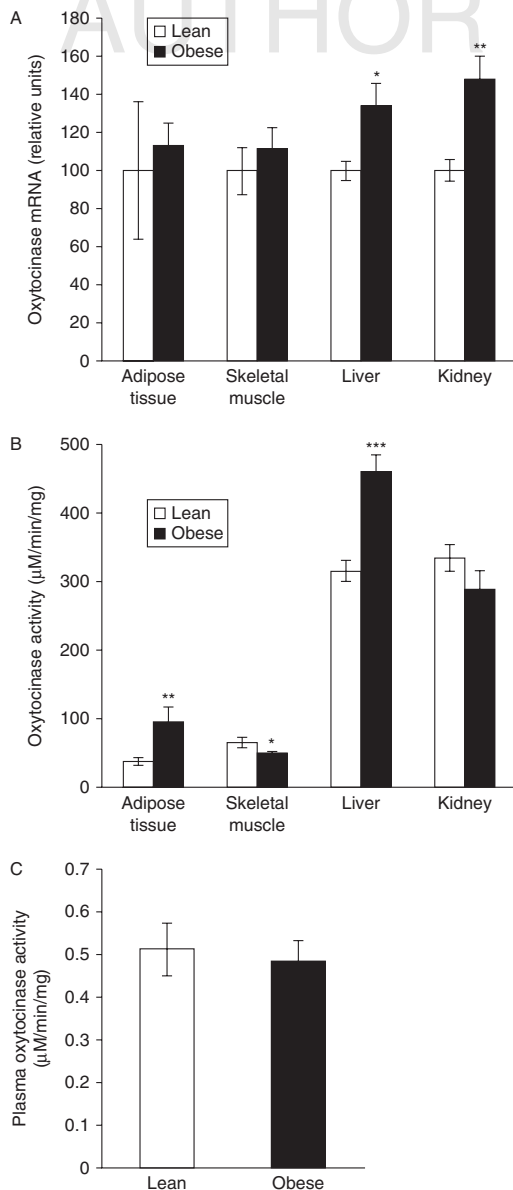 AUTHOR
A
Lean
Obese
Oxytocinase mRNA (relative units)
180
160
140
120
100
80
60
40
20
0
*
**
Adipose tissue
Skeletal muscle
Liver
Kidney
B
Lean
Obese
Oxytocinase activity (µM/min/mg)
500
400
300
200
100
0
**
*
***
Adipose tissue
Skeletal muscle
Liver
Kidney
C
Plasma oxytocinase activity
(µM/min/mg)
0.7
0.6
0.5
0.4
0.3
0.2
0.1
0
Lean
Obese